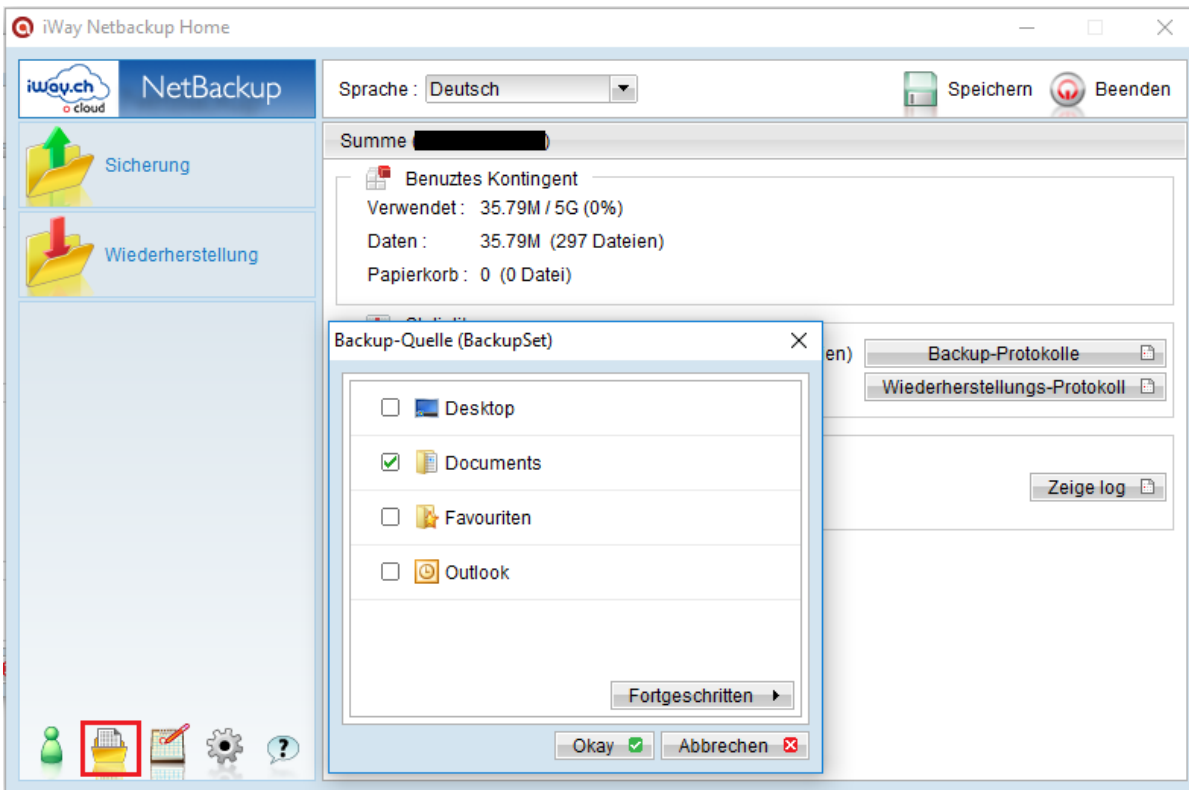 iWay Netbackup Home
iway.ch
cloud
NetBackup
Sprache : Deutsch
Speichern
Beenden
Sicherung
Wiederherstellung
Summe ( )
Benuztes Kontingent
Verwendet : 35.79M / 5G (0%)
Daten : 35.79M (297 Dateien)
Papierkorb : 0 (0 Datei)
Backup-Quelle (BackupSet)
en)
Backup-Protokolle
Wiederherstellungs-Protokoll
Zeige log
Desktop
Documents
Favouriten
Outlook
Fortgeschritten
Okay
Abbrechen
?